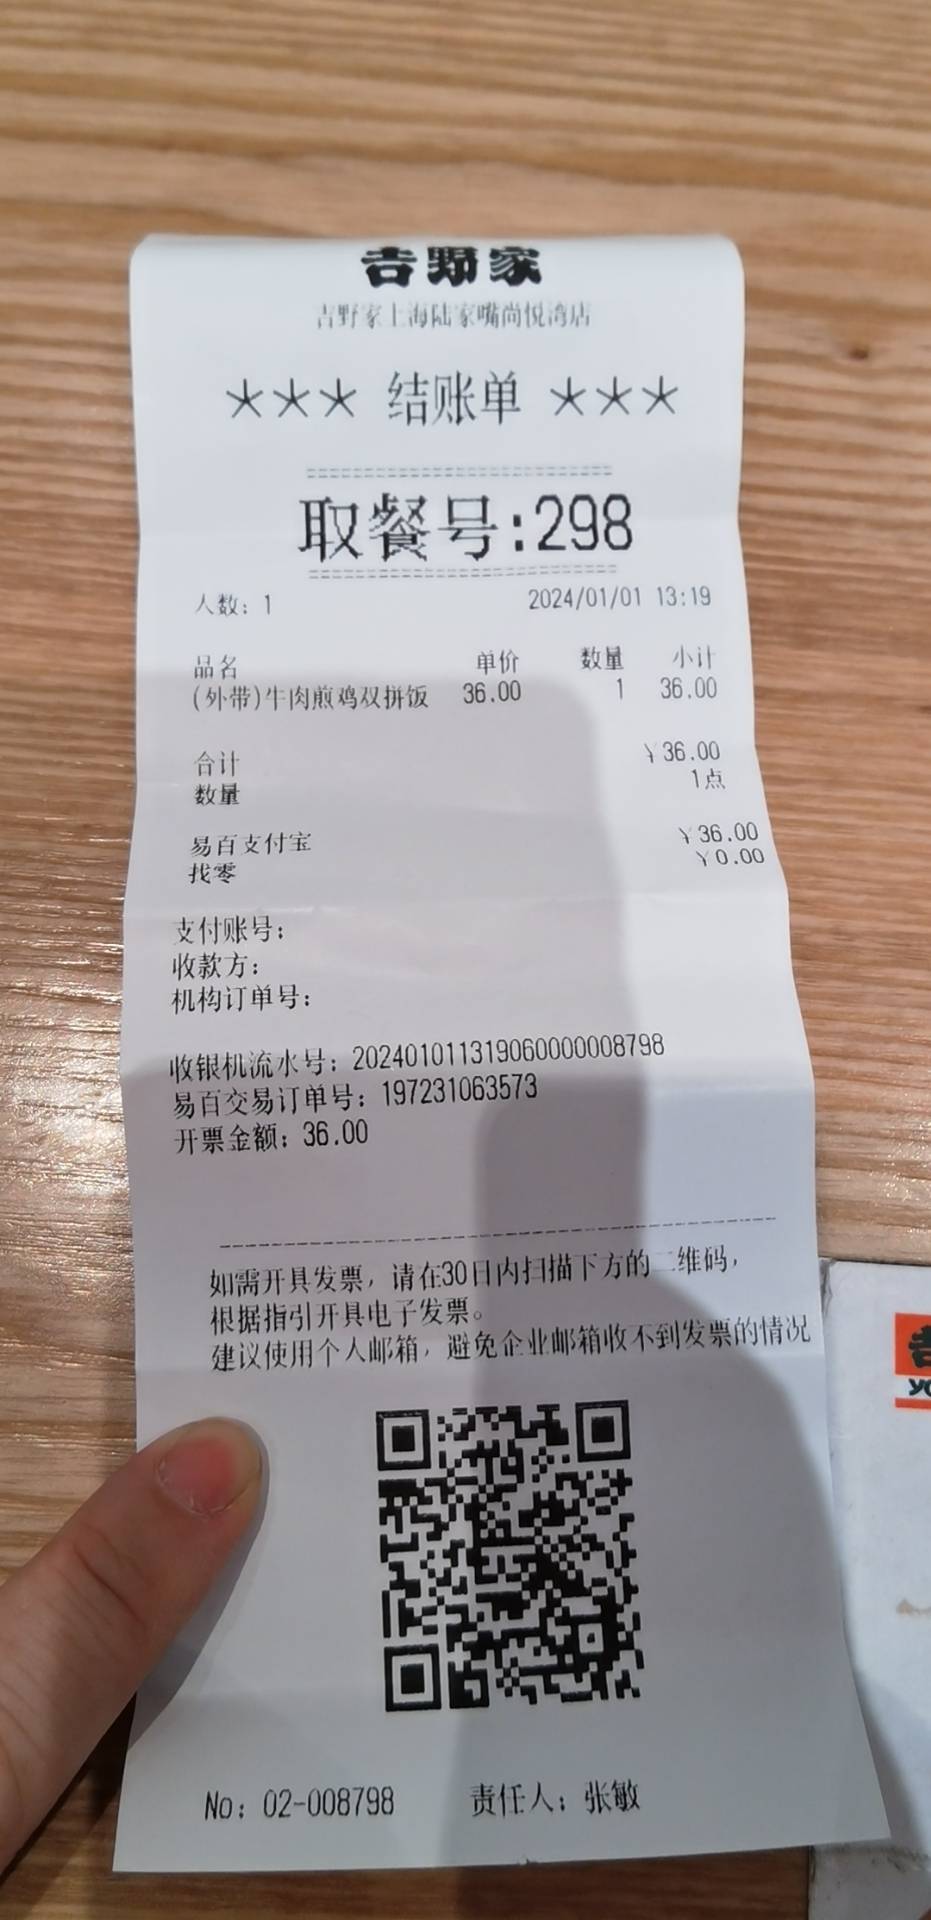 吉野家
吉野家上海陆家嘴尚悦湾店
*** 结账单 ***
取餐号:298
人数: 1 2024/01/01 13:19
品名 单价 数量 小计
(外带)牛肉煎鸡双拼饭 36.00 1 36.00
合计 ¥36.00
数量 1点
易百支付宝 ¥36.00
找零 ¥0.00
支付账号:
收款方:
机构订单号:
收银机流水号: 2024010113190600000008798
易百交易订单号: 197231063573
开票金额: 36.00
如需开具发票，请在30日内扫描下方的二维码，
根据指引开具电子发票。
建议使用个人邮箱，避免企业邮箱收不到发票的情况
No: 02-008798 责任人: 张敏